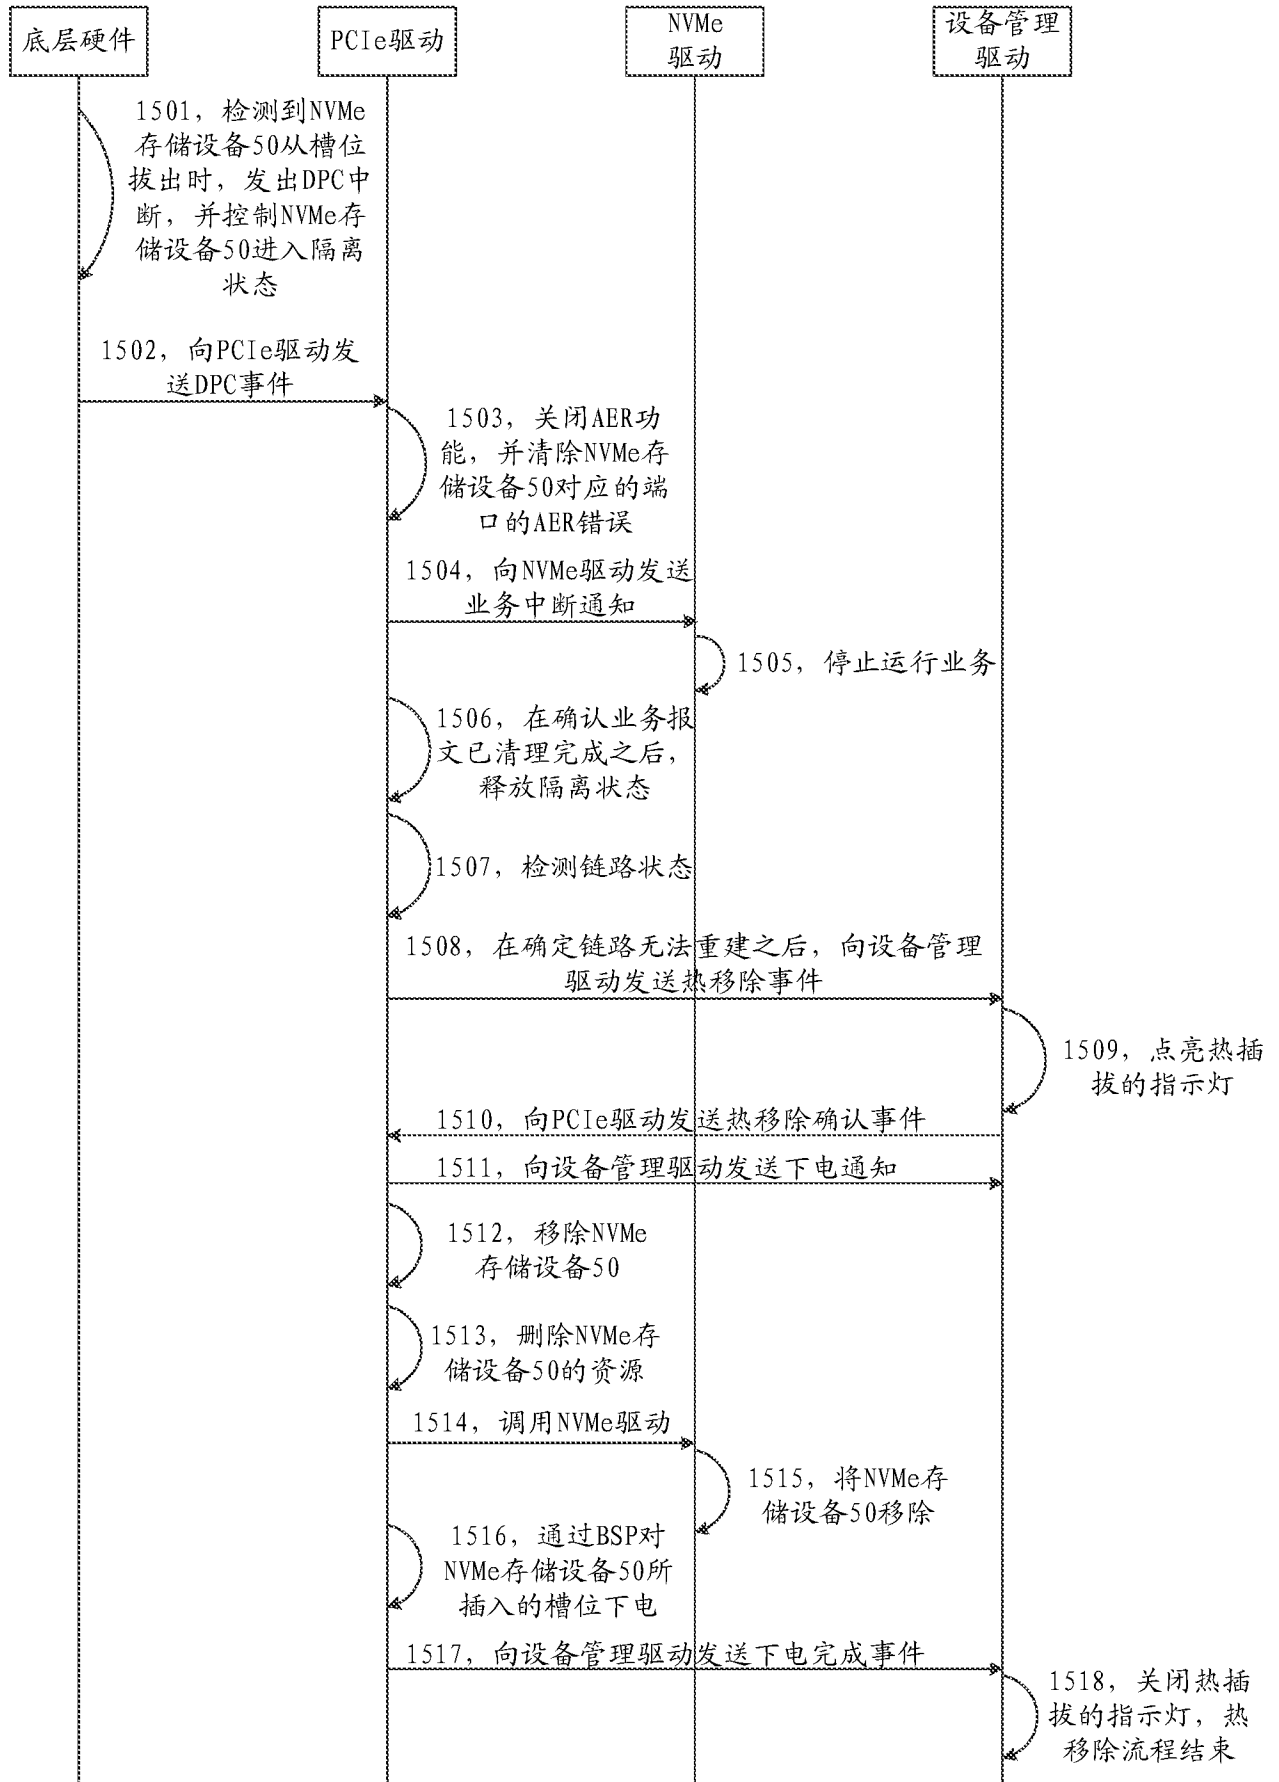 底层硬件
PCIe驱动
NVMe
驱动
设备管理
驱动
1501，检测到NVMe
存储设备50从槽位
拔出时，发出DPC中
断，并控制NVMe存
储设备50进入隔离
状态
1502，向PCIe驱动发
送DPC事件
1503，关闭AER功
能，并清除NVMe存
储设备50对应的端
口的AER错误
1504，向NVMe驱动发送
业务中断通知
1505，停止运行业务
1506，在确认业务报
文已清理完成之后，
释放隔离状态
1507，检测链路状态
1508，在确定链路无法重建之后，向设备管理
驱动发送热移除事件
1509，点亮热插
拔的指示灯
1510，向PCIe驱动发送热移除确认事件
1511，向设备管理驱动发送下电通知
1512，移除NVMe
存储设备50
1513，删除NVMe存
储设备50的资源
1514，调用NVMe驱动
1515，将NVMe存
储设备50移除
1516，通过BSP对
NVMe存储设备50所
插入的槽位下电
1517，向设备管理驱动发送下电完成事件
1518，关闭热插
拔的指示灯，热
移除流程结束